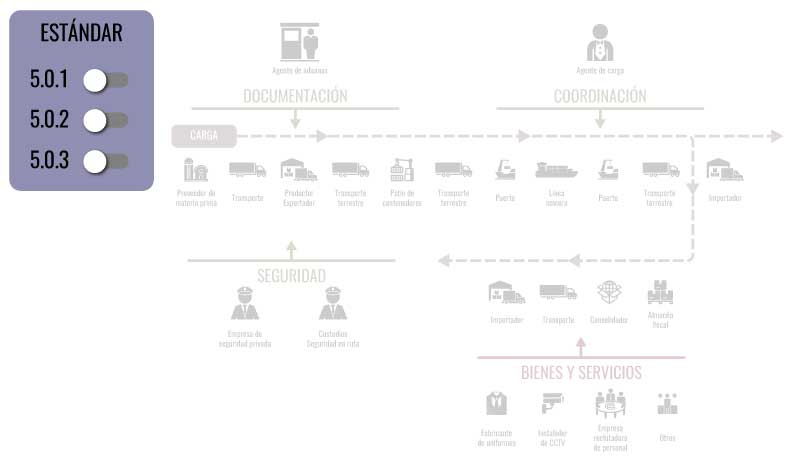 ESTÁNDAR
5.0.1
5.0.2
5.0.3
Agente de aduanas
Agente de carga
DOCUMENTACIÓN
COORDINACIÓN
CARGA
Proveedor de
materia prima
Transporte
Productor
Exportador
Transporte
terrestre
Patio de
contenedores
Transporte
terrestre
Puerto
Línea
naviera
Puerto
Transporte
terrestre
Importador
SEGURIDAD
Empresa de
seguridad privada
Custodias
Seguridad en ruta
Importador
Transporte
Consolidador
Almacén
fiscal
BIENES Y SERVICIOS
Fabricante
de uniformes
Instalador
de CCTV
Empresa
reclutadora
de personal
Otros